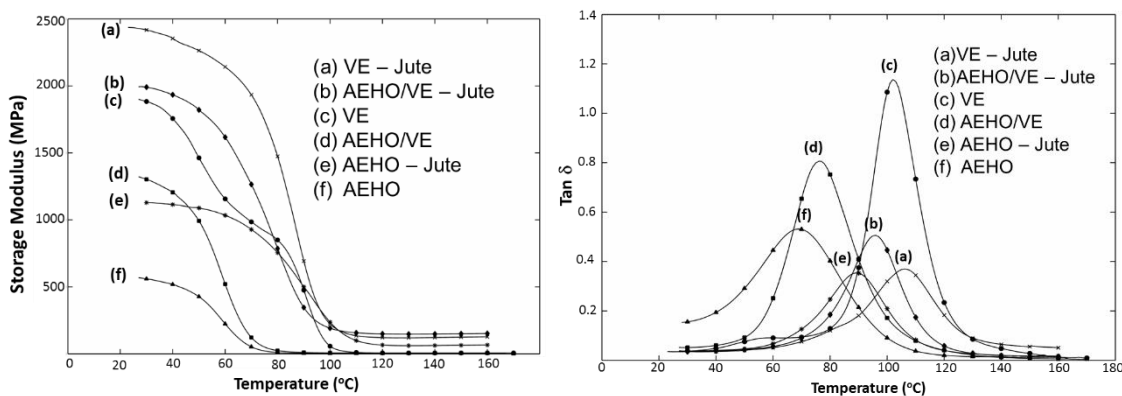 2500
2000
1500
1000
500
0
20
40
60
80
100
120
140
160
Storage Modulus (MPa)
Temperature (°C)
(a)
(b)
(c)
(d)
(e)
(f)
(a) VE – Jute
(b) AEHO/VE – Jute
(c) VE
(d) AEHO/VE
(e) AEHO – Jute
(f) AEHO
1.4
1.2
1.0
0.8
0.6
0.4
0.2
0
20
40
60
80
100
120
140
160
170
Tan δ
Temperature (°C)
(c)
(d)
(f)
(b)
(e)
(a)
(a)VE – Jute
(b)AEHO/VE – Jute
(c) VE
(d) AEHO/VE
(e) AEHO – Jute
(f) AEHO